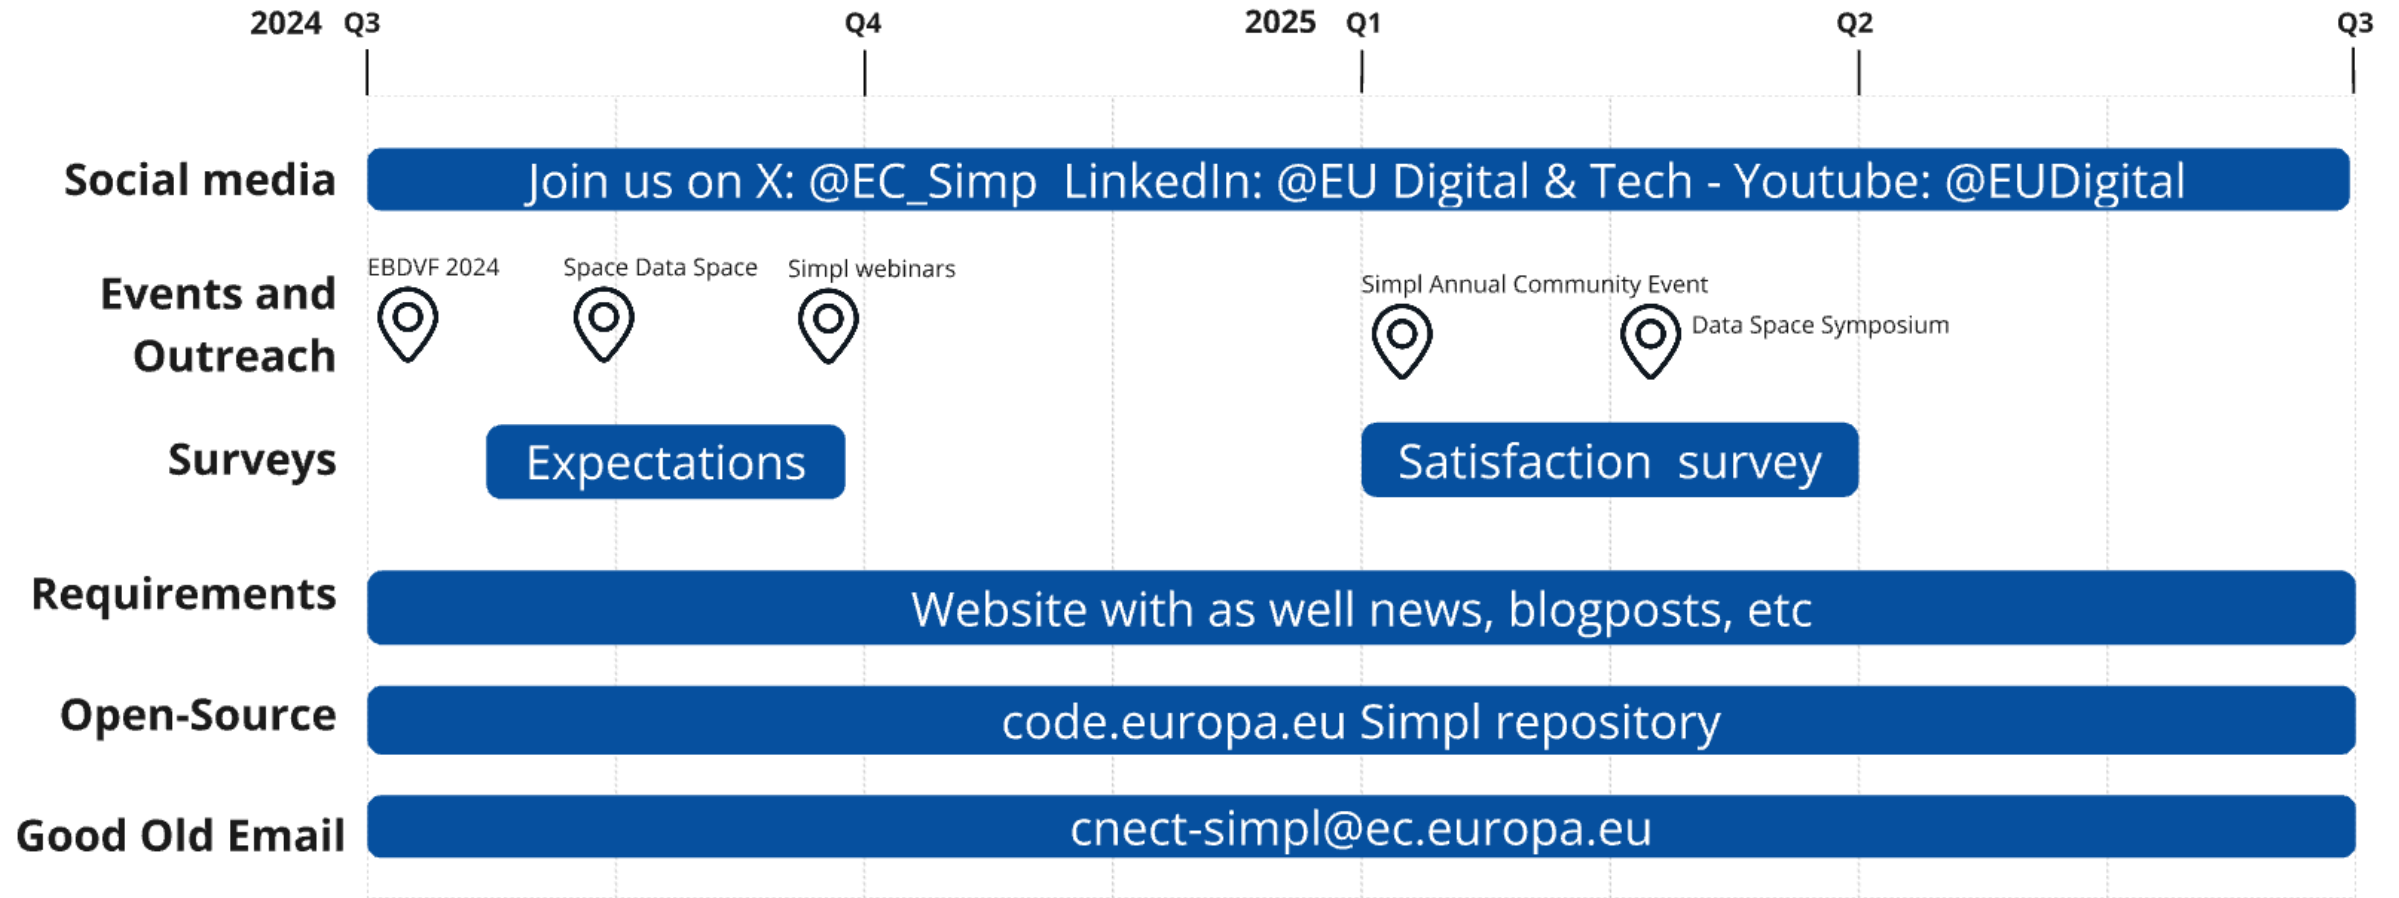 2024 Q3 Q4 2025 Q1 Q2 Q3
Social media
Join us on X: @EC_Simp  LinkedIn: @EU Digital & Tech - Youtube: @EUDigital
Events and
Outreach
EBDVF 2024
Space Data Space
Simpl webinars
Simpl Annual Community Event
Data Space Symposium
Surveys
Expectations
Satisfaction  survey
Requirements
Website with as well news, blogposts, etc
Open-Source
code.europa.eu Simpl repository
Good Old Email
cnect-simpl@ec.europa.eu